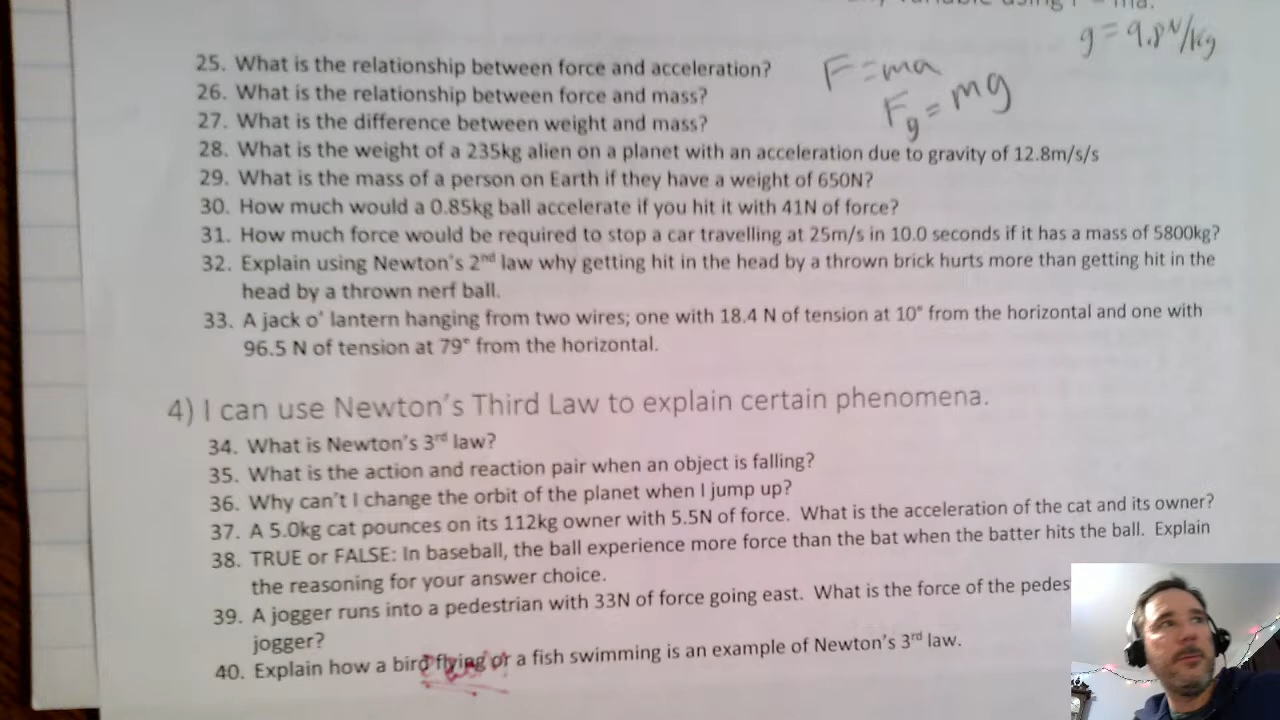 variable using F = ma.
g = 9.8 N/kg
25. What is the relationship between force and acceleration?
F = ma
26. What is the relationship between force and mass?
Fg = mg
27. What is the difference between weight and mass?
28. What is the weight of a 235kg alien on a planet with an acceleration due to gravity of 12.8m/s/s
29. What is the mass of a person on Earth if they have a weight of 650N?
30. How much would a 0.85kg ball accelerate if you hit it with 41N of force?
31. How much force would be required to stop a car travelling at 25m/s in 10.0 seconds if it has a mass of 5800kg?
32. Explain using Newton's 2nd law why getting hit in the head by a thrown brick hurts more than getting hit in the
head by a thrown nerf ball.
33. A jack o' lantern hanging from two wires; one with 18.4 N of tension at 10° from the horizontal and one with
96.5 N of tension at 79° from the horizontal.
4) I can use Newton's Third Law to explain certain phenomena.
34. What is Newton's 3rd law?
35. What is the action and reaction pair when an object is falling?
36. Why can't I change the orbit of the planet when I jump up?
37. A 5.0kg cat pounces on its 112kg owner with 5.5N of force. What is the acceleration of the cat and its owner?
38. TRUE or FALSE: In baseball, the ball experience more force than the bat when the batter hits the ball. Explain
the reasoning for your answer choice.
39. A jogger runs into a pedestrian with 33N of force going east. What is the force of the pedes
jogger?
40. Explain how a bird flying or a fish swimming is an example of Newton's 3rd law.